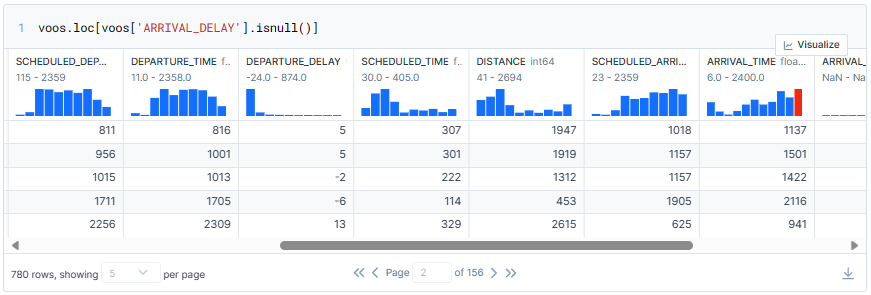 1 voos.loc[voos['ARRIVAL_DELAY'].isnull()]
Visualize
SCHEDULED_DEP... DEPARTURE_TIME f... DEPARTURE_DELAY SCHEDULED_TIME f... DISTANCE int64 SCHEDULED_ARRI... ARRIVAL_TIME floa... ARRIVAL_
115 - 2359 11.0 - 2358.0 -24.0 - 874.0 30.0 - 405.0 41 - 2694 23 - 2359 6.0 - 2400.0 NaN - Na
811 816 5 307 1947 1018 1137
956 1001 5 301 1919 1157 1501
1015 1013 -2 222 1312 1157 1422
1711 1705 -6 114 453 1905 2116
2256 2309 13 329 2615 625 941
780 rows, showing 5 per page Page 2 of 156